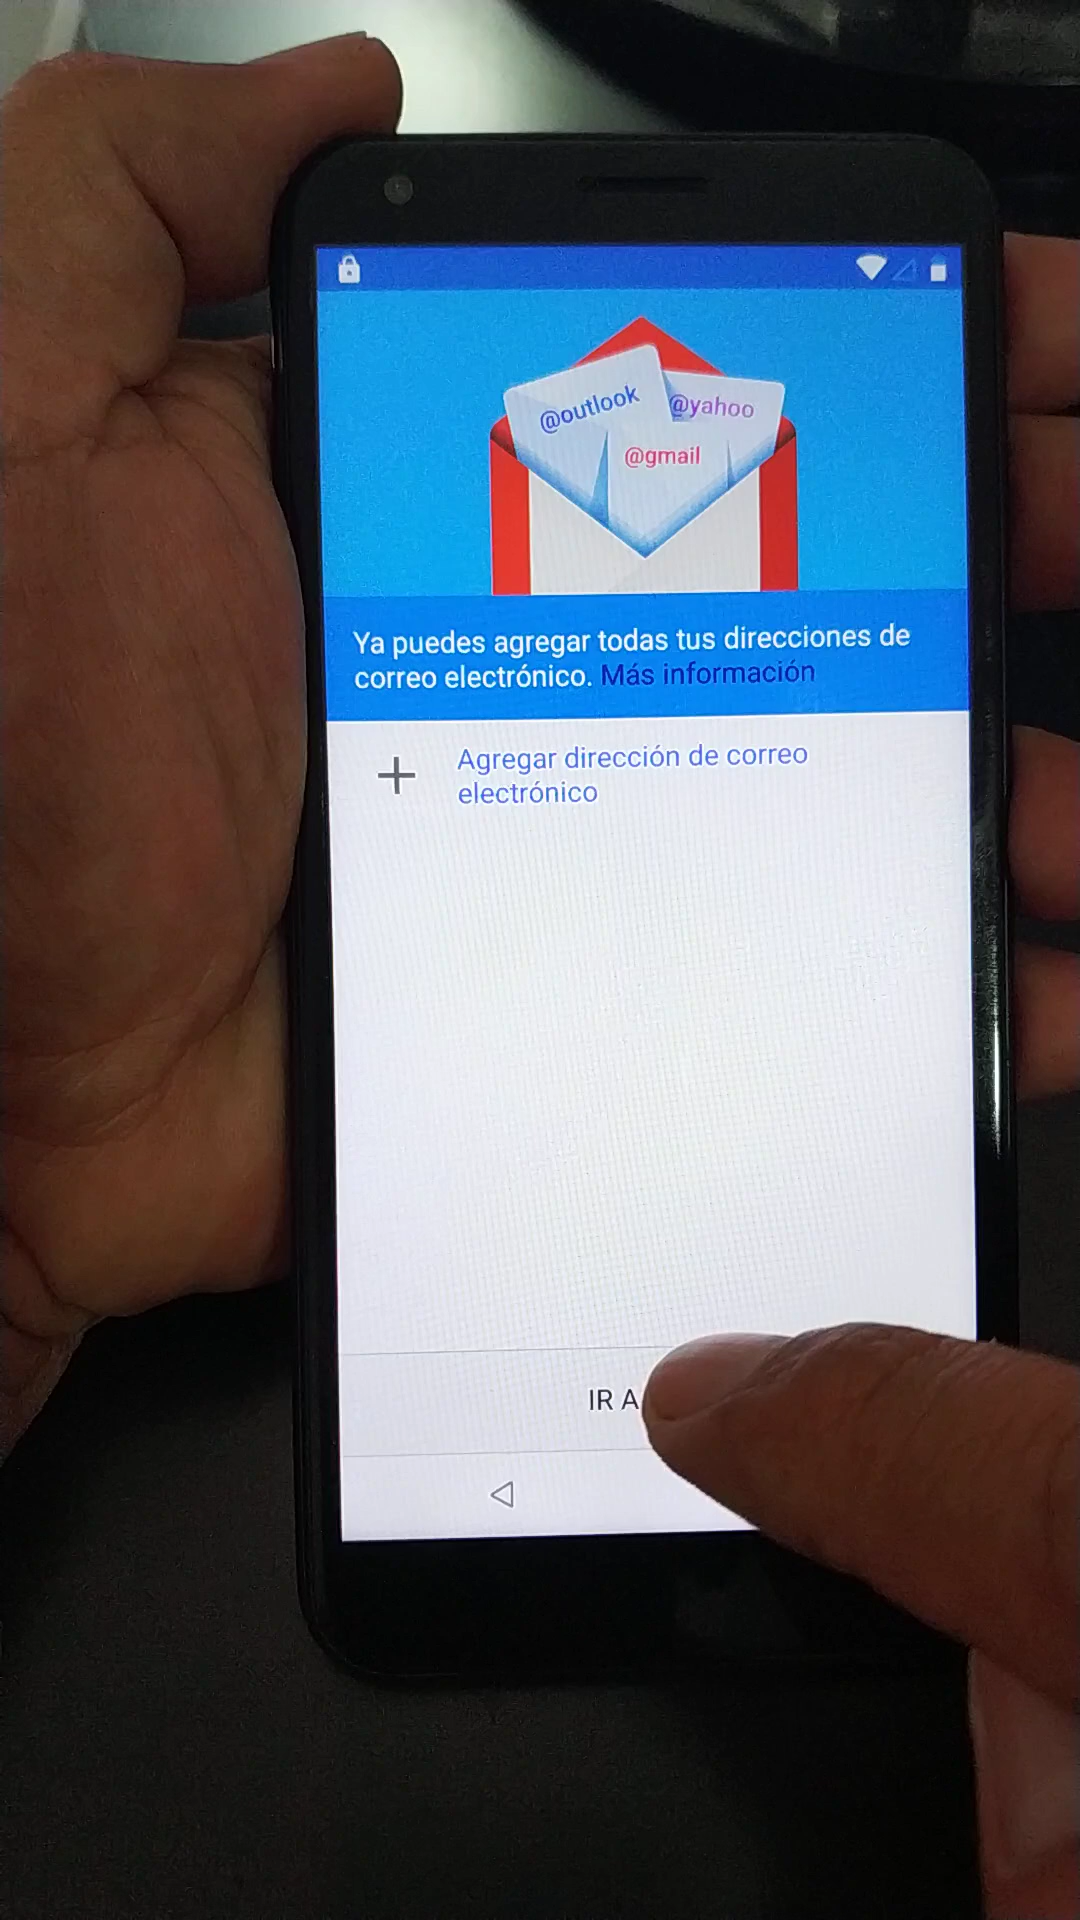 @outlook
@yahoo
@gmail
Ya puedes agregar todas tus direcciones de
correo electrónico. Más información
Agregar dirección de correo
electrónico
IR A